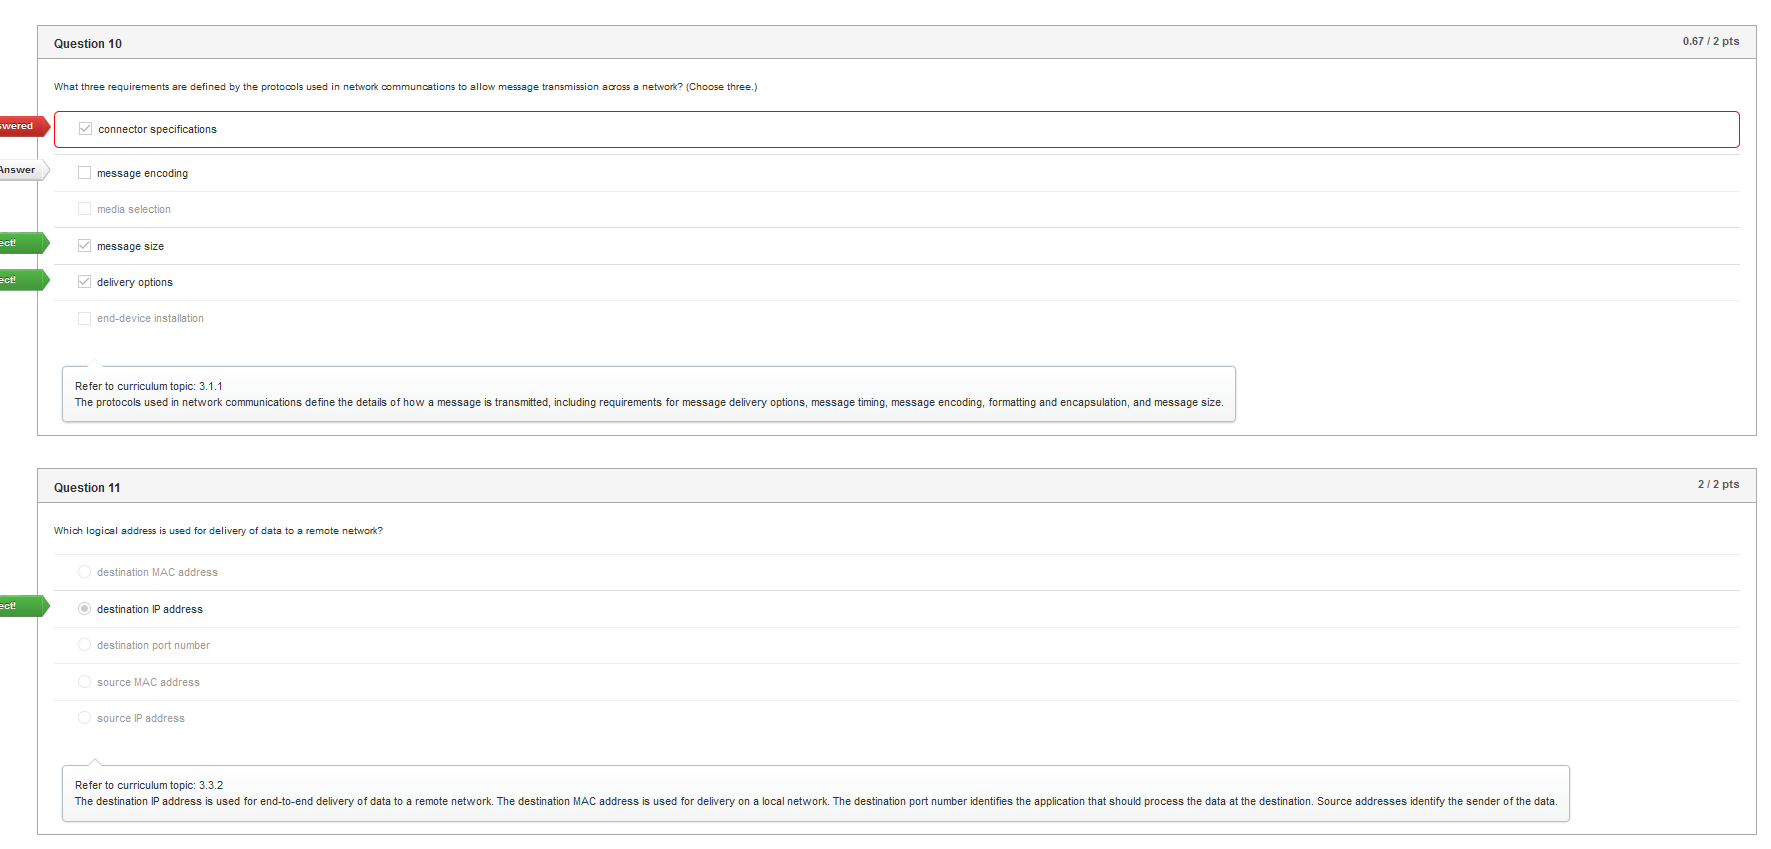 Question 10
0.67 / 2 pts
What three requirements are defined by the protocols used in network communcations to allow message transmission across a network? (Choose three.)
swered
connector specifications
Answer
message encoding
media selection
ect!
message size
ect!
delivery options
end-device installation
Refer to curriculum topic: 3.1.1
The protocols used in network communications define the details of how a message is transmitted, including requirements for message delivery options, message timing, message encoding, formatting and encapsulation, and message size.
Question 11
2 / 2 pts
Which logical address is used for delivery of data to a remote network?
destination MAC address
ect!
destination IP address
destination port number
source MAC address
source IP address
Refer to curriculum topic: 3.3.2
The destination IP address is used for end-to-end delivery of data to a remote network. The destination MAC address is used for delivery on a local network. The destination port number identifies the application that should process the data at the destination. Source addresses identify the sender of the data.